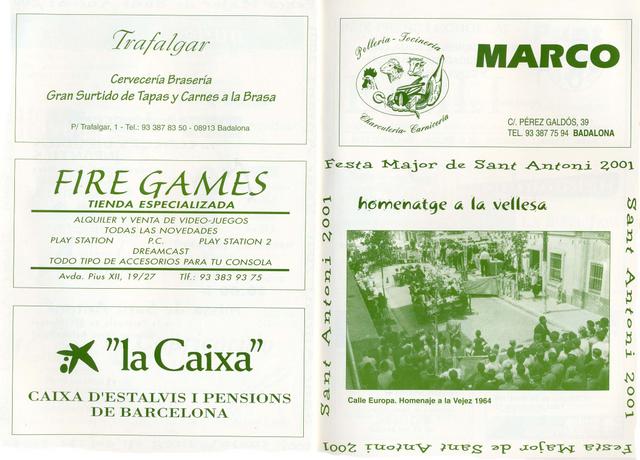 Trafalgar
Cervecería Brasería
Gran Surtido de Tapas y Carnes a la Brasa
P/ Trafalgar, 1 - Tel.: 93 387 83 50 - 08913 Badalona
FIRE GAMES
TIENDA ESPECIALIZADA
ALQUILER Y VENTA DE VIDEO-JUEGOS
TODAS LAS NOVEDADES
PLAY STATION P.C. PLAY STATION 2
DREAMCAST
TODO TIPO DE ACCESORIOS PARA TU CONSOLA
Avda. Pius XII, 19/27 Tlf.: 93 383 93 75
"la Caixa"
CAIXA D'ESTALVIS I PENSIONS
DE BARCELONA
Pollería - Tocinería
Charcutería - Carnicería
MARCO
C/. PÉREZ GALDÓS, 39
TEL. 93 387 75 94 BADALONA
Festa Major de Sant Antoni 2001
Sant Antoni 2001
homenatge a la vellesa
Calle Europa. Homenaje a la Vejez 1964
Sant Antoni 2001
Festa Major de Sant Antoni 2001